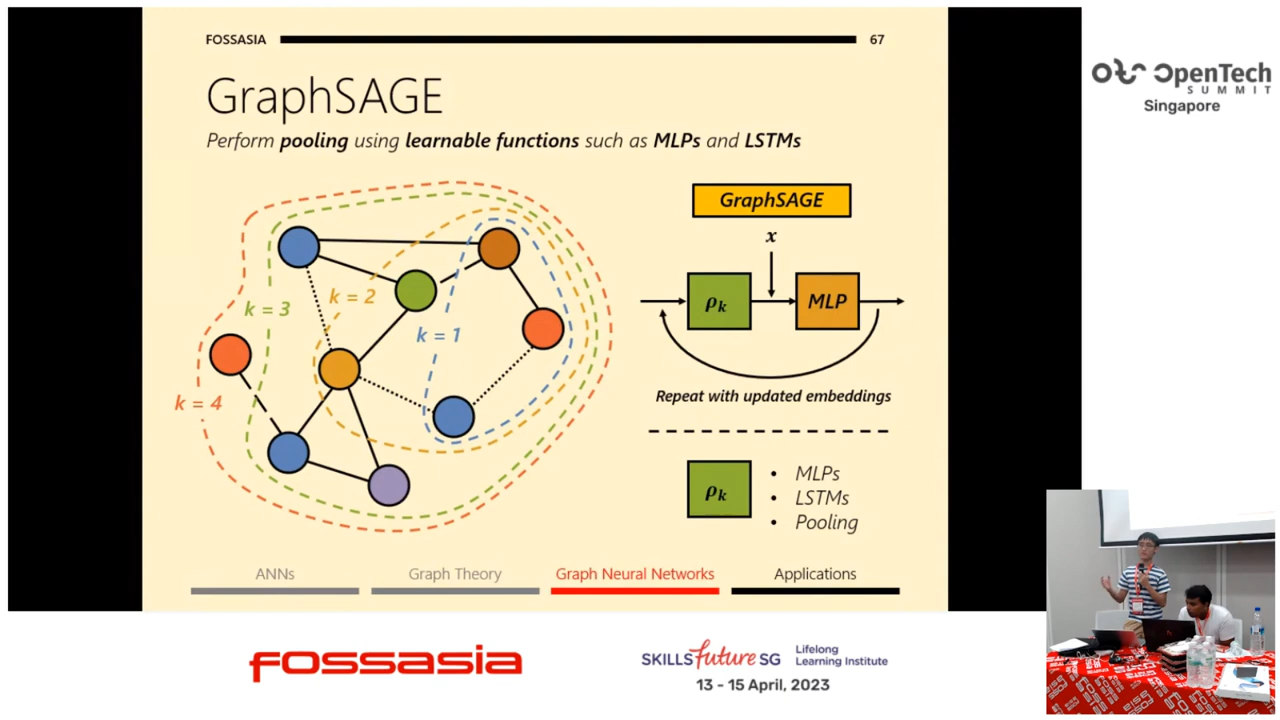 FOSSASIA
67
GraphSAGE
Perform pooling using learnable functions such as MLPs and LSTMs
k = 3
k = 2
k = 1
k = 4
GraphSAGE
x
ρk
MLP
Repeat with updated embeddings
ρk
• MLPs
• LSTMs
• Pooling
ANNs
Graph Theory
Graph Neural Networks
Applications
OpenTech
SUMMIT
Singapore
FOSSASIA
SKILLS future SG
Lifelong
Learning Institute
13 - 15 April, 2023